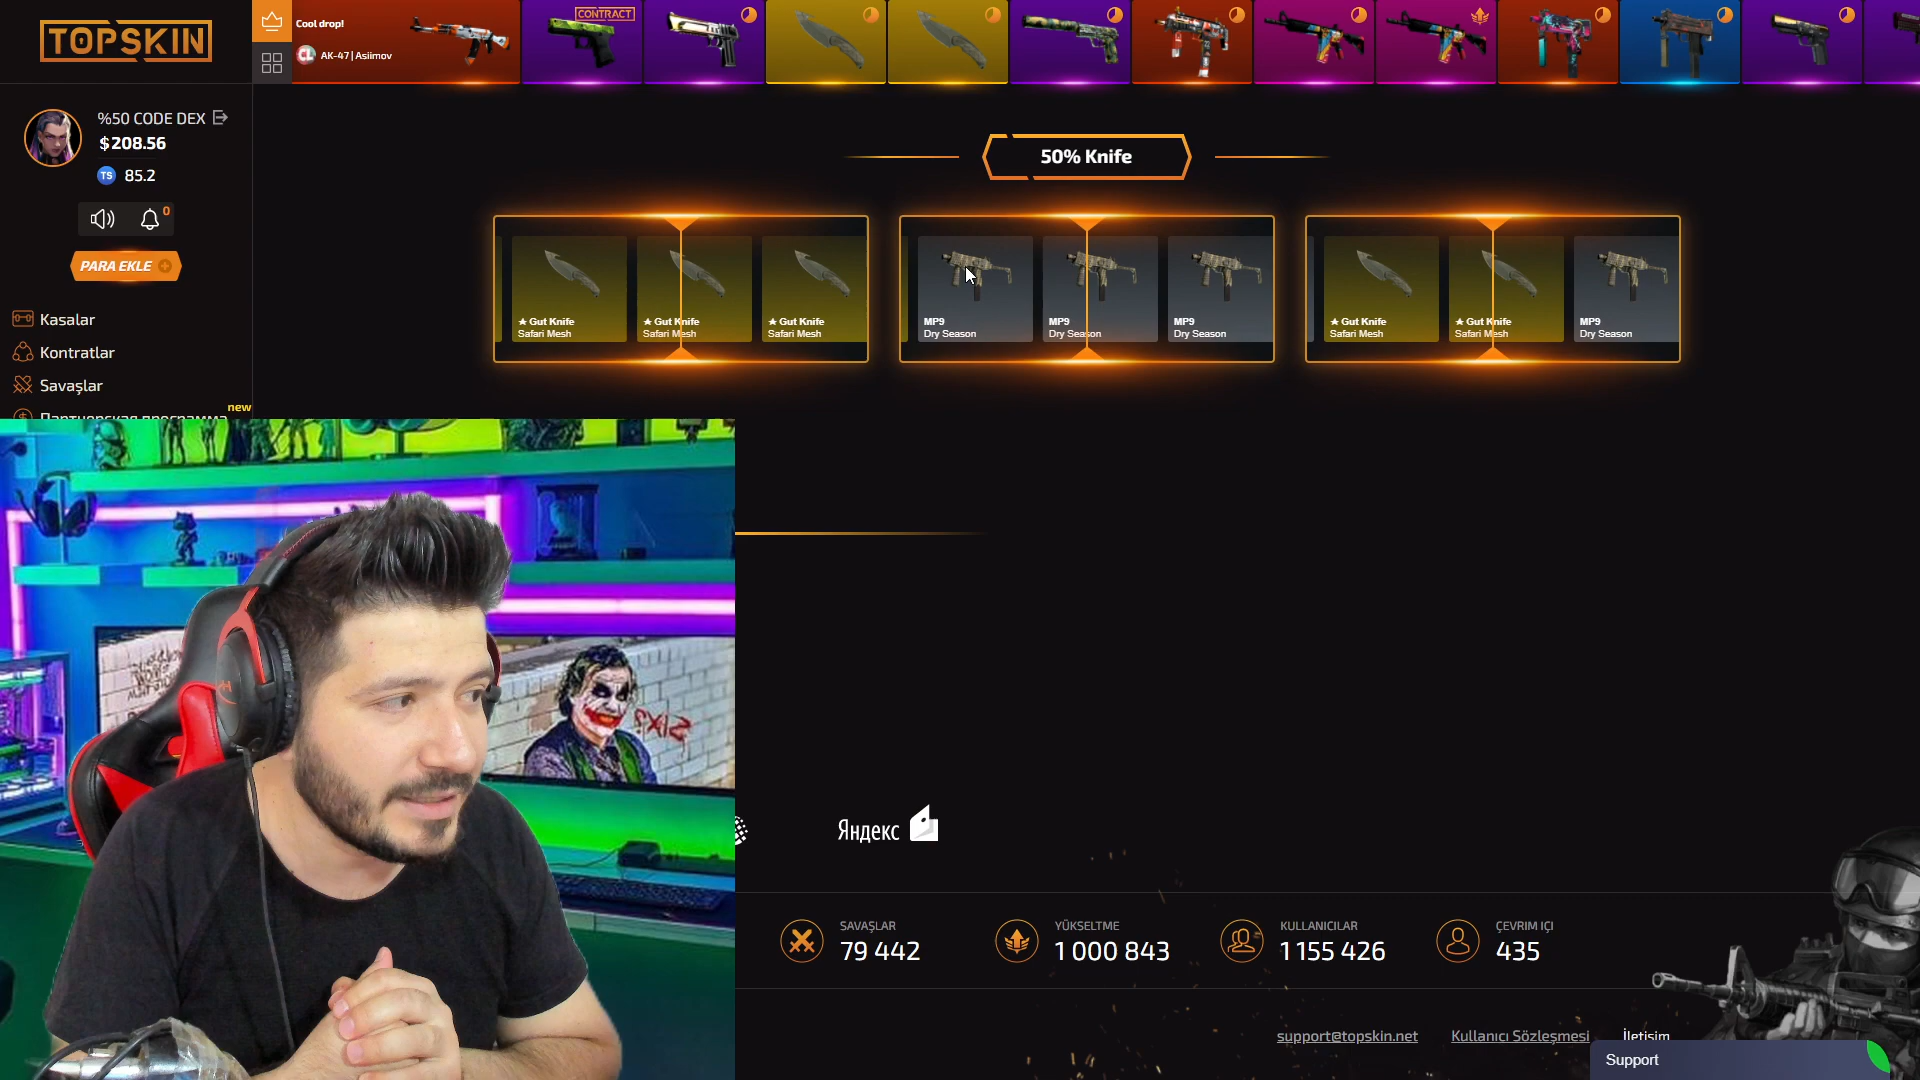 TOPSKIN
Cool drop!
AK-47 | Asiimov
CONTRACT
%50 CODE DEX
$208.56
TS 85.2
0
PARA EKLE
Kasalar
Kontratlar
Savaşlar
Партнерская программа
new
50% Knife
★ Gut Knife
Safari Mesh
★ Gut Knife
Safari Mesh
★ Gut Knife
Safari Mesh
MP9
Dry Season
MP9
Dry Season
MP9
Dry Season
★ Gut Knife
Safari Mesh
★ Gut Knife
Safari Mesh
MP9
Dry Season
Яндекс
SAVAŞLAR
79 442
YÜKSELTME
1 000 843
KULLANICILAR
1 155 426
ÇEVRIM IÇI
435
support@topskin.net
Kullanıcı Sözleşmesi
İletişim
Support